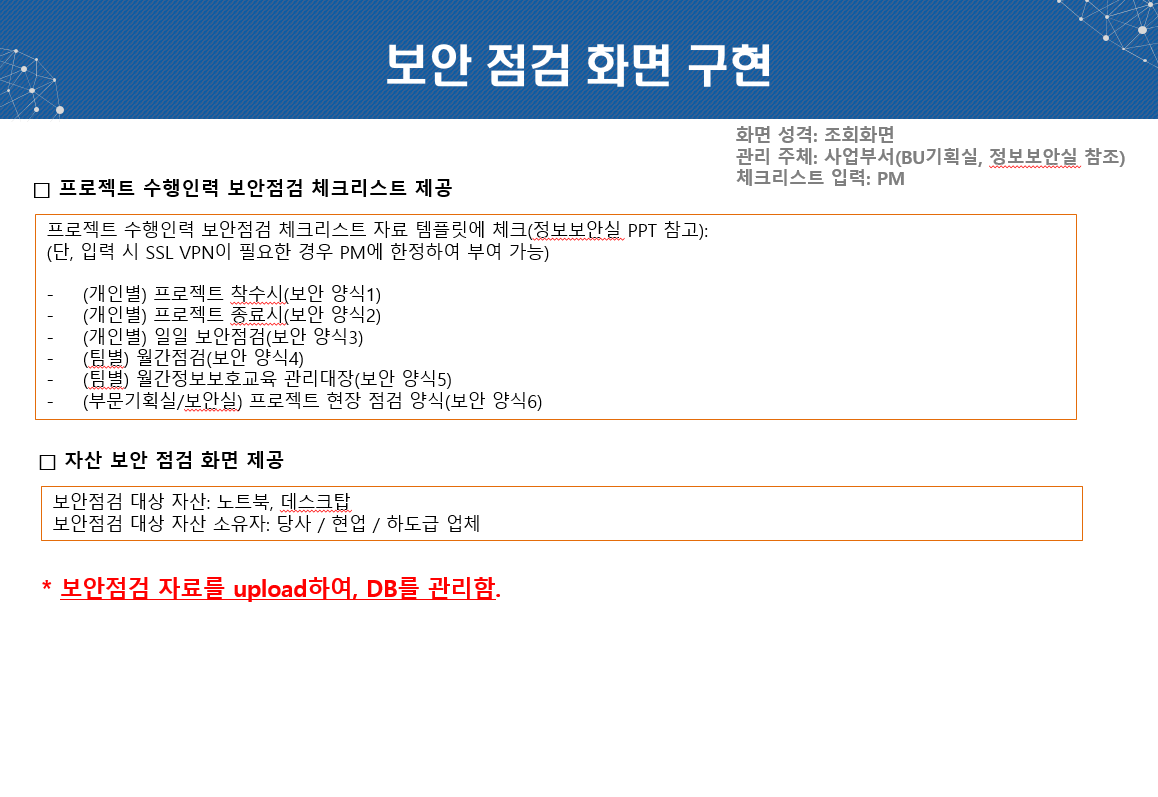 보안 점검 화면 구현
화면 성격: 조회화면
관리 주체: 사업부서(BU기획실, 정보보안실 참조)
체크리스트 입력: PM
□ 프로젝트 수행인력 보안점검 체크리스트 제공
프로젝트 수행인력 보안점검 체크리스트 자료 템플릿에 체크(정보보안실 PPT 참고):
(단, 입력 시 SSL VPN이 필요한 경우 PM에 한정하여 부여 가능)
- (개인별) 프로젝트 착수시(보안 양식1)
- (개인별) 프로젝트 종료시(보안 양식2)
- (개인별) 일일 보안점검(보안 양식3)
- (팀별) 월간점검(보안 양식4)
- (팀별) 월간정보보호교육 관리대장(보안 양식5)
- (부문기획실/보안실) 프로젝트 현장 점검 양식(보안 양식6)
□ 자산 보안 점검 화면 제공
보안점검 대상 자산: 노트북, 데스크탑
보안점검 대상 자산 소유자: 당사 / 현업 / 하도급 업체
* 보안점검 자료를 upload하여, DB를 관리함.